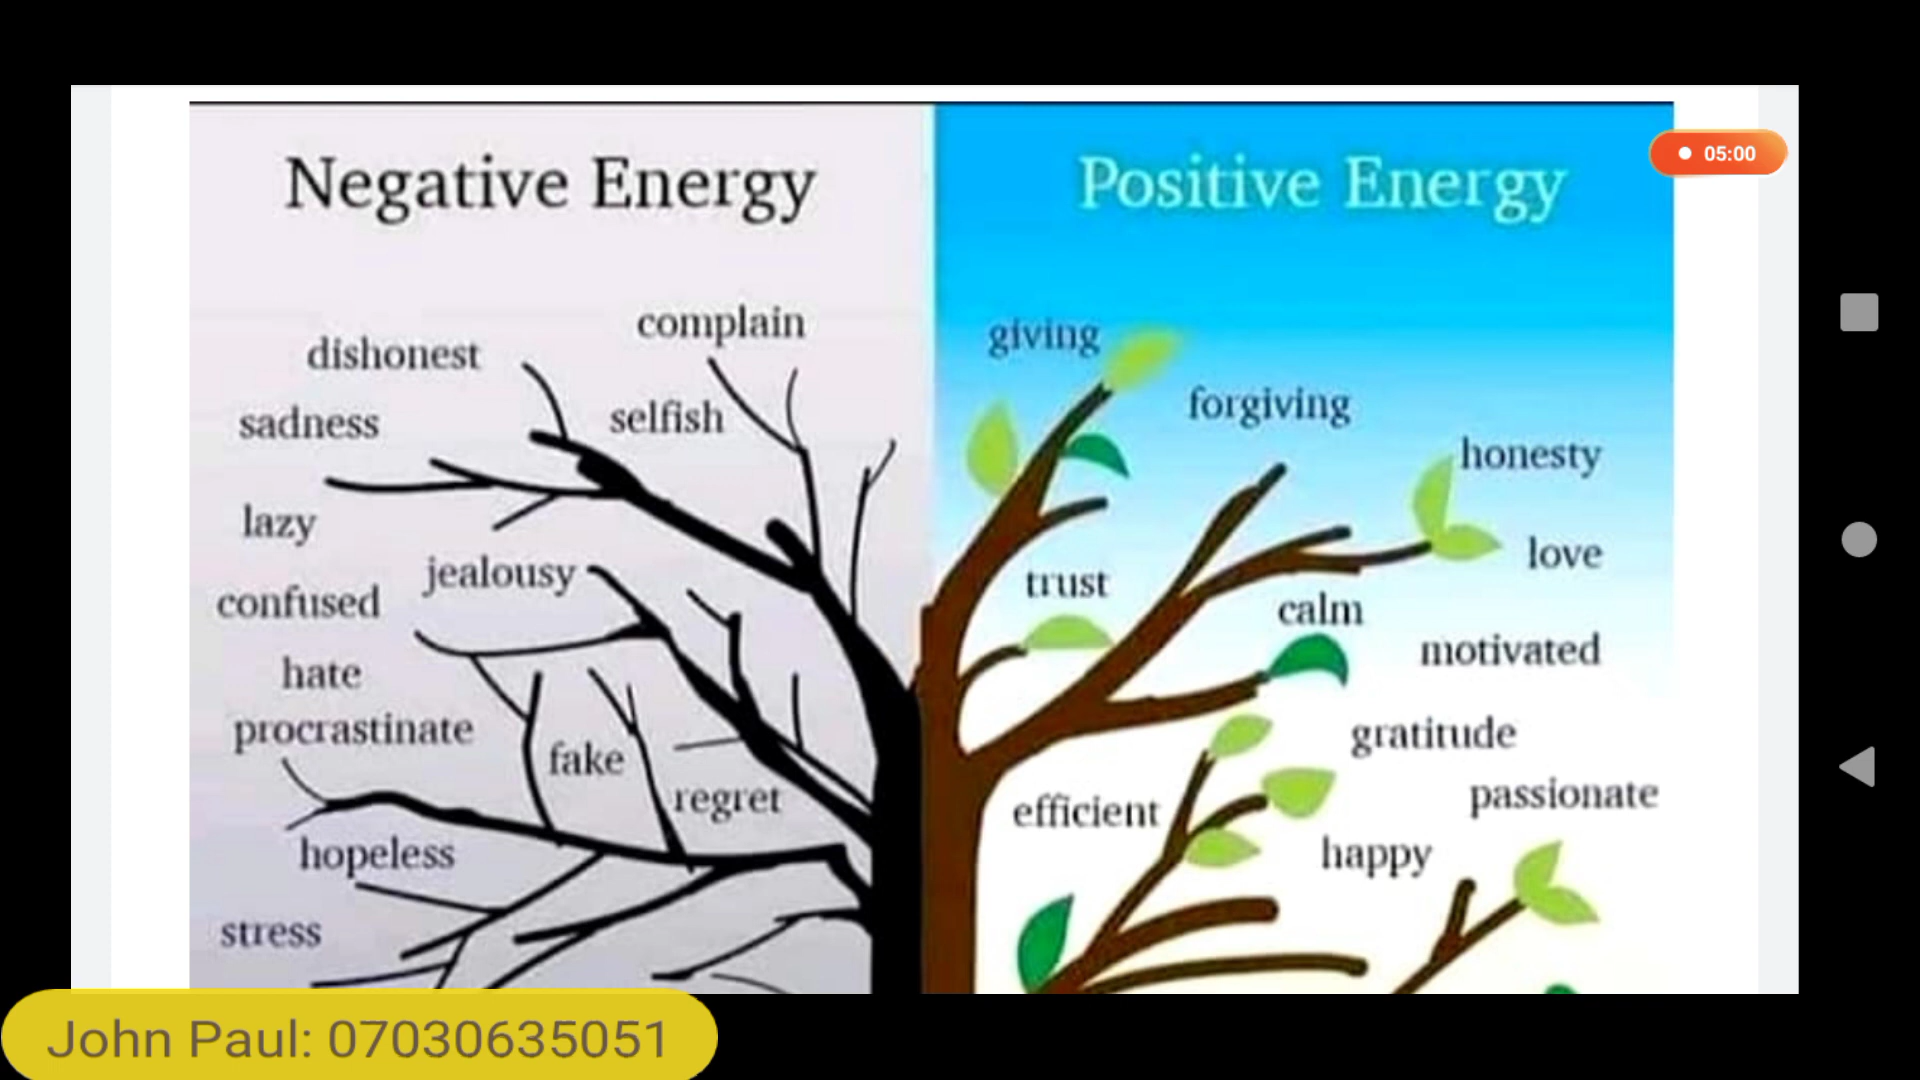 Negative Energy
Positive Energy
05:00
complain
dishonest
selfish
sadness
lazy
jealousy
confused
hate
procrastinate
fake
regret
hopeless
stress
giving
forgiving
honesty
love
trust
calm
motivated
gratitude
passionate
efficient
happy
John Paul: 07030635051